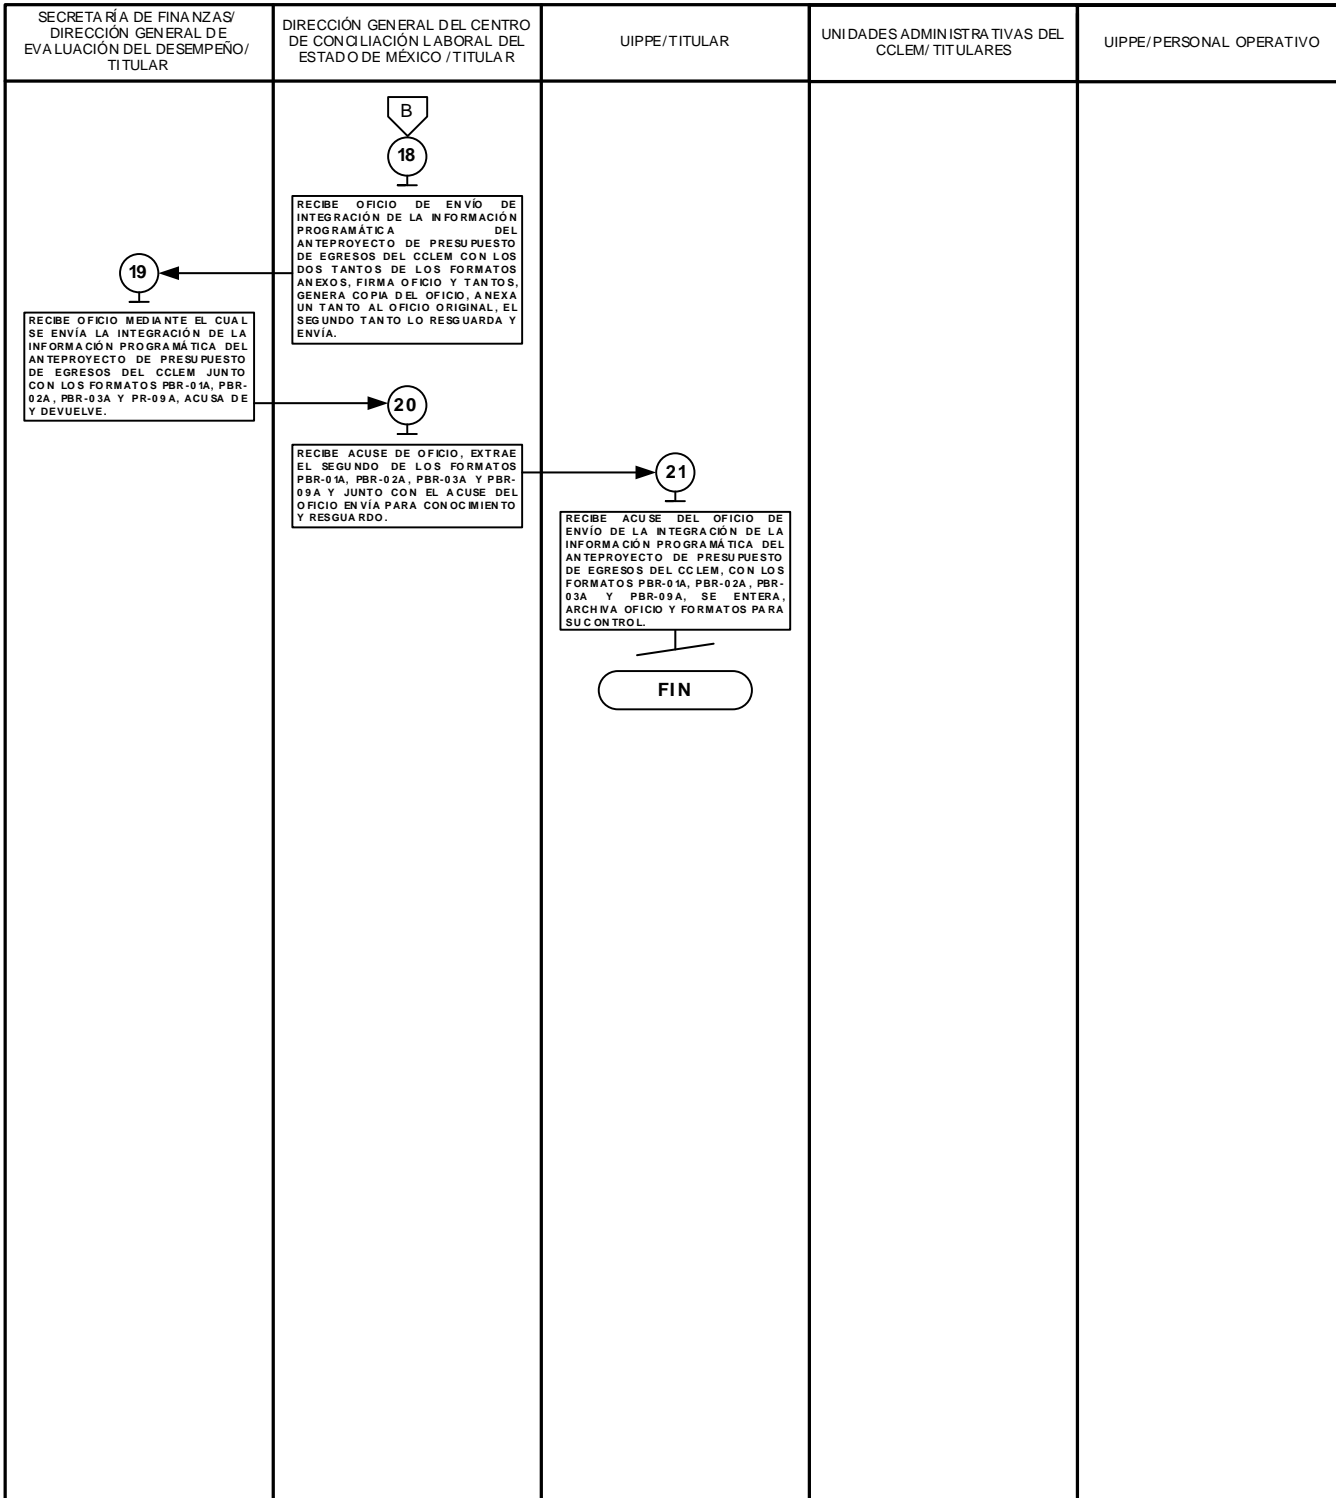 SECRETARÍA DE FINANZAS/
DIRECCIÓN GENERAL DE
EVALUACIÓN DEL DESEMPEÑO/
TITULAR
DIRECCIÓN GENERAL DEL CENTRO
DE CONCILIACIÓN LABORAL DEL
ESTADO DE MÉXICO / TITULAR
UIPPE/TITULAR
UNIDADES ADMINISTRATIVAS DEL
CCLEM/ TITULARES
UIPPE/PERSONAL OPERATIVO
B
18
RECIBE OFICIO DE ENVÍO DE
INTEGRACIÓN DE LA INFORMACIÓN
PROGRAMÁTICA DEL
ANTEPROYECTO DE PRESUPUESTO
DE EGRESOS DEL CCLEM CON LOS
DOS TANTOS DE LOS FORMATOS
ANEXOS, FIRMA OFICIO Y TANTOS,
GENERA COPIA DEL OFICIO, ANEXA
UN TANTO AL OFICIO ORIGINAL, EL
SEGUNDO TANTO LO RESGUARDA Y
ENVÍA.
19
RECIBE OFICIO MEDIANTE EL CUAL
SE ENVÍA LA INTEGRACIÓN DE LA
INFORMACIÓN PROGRAMÁTICA DEL
ANTEPROYECTO DE PRESUPUESTO
DE EGRESOS DEL CCLEM JUNTO
CON LOS FORMATOS PBR-01A, PBR-
02A, PBR-03A Y PR-09A, ACUSA DE
Y DEVUELVE.
20
RECIBE ACUSE DE OFICIO, EXTRAE
EL SEGUNDO DE LOS FORMATOS
PBR-01A, PBR-02A, PBR-03A Y PBR-
09A Y JUNTO CON EL ACUSE DEL
OFICIO ENVÍA PARA CONOCIMIENTO
Y RESGUARDO.
21
RECIBE ACUSE DEL OFICIO DE
ENVÍO DE LA INTEGRACIÓN DE LA
INFORMACIÓN PROGRAMÁTICA DEL
ANTEPROYECTO DE PRESUPUESTO
DE EGRESOS DEL CCLEM, CON LOS
FORMATOS PBR-01A, PBR-02A, PBR-
03A Y PBR-09A, SE ENTERA,
ARCHIVA OFICIO Y FORMATOS PARA
SU CONTROL.
FIN